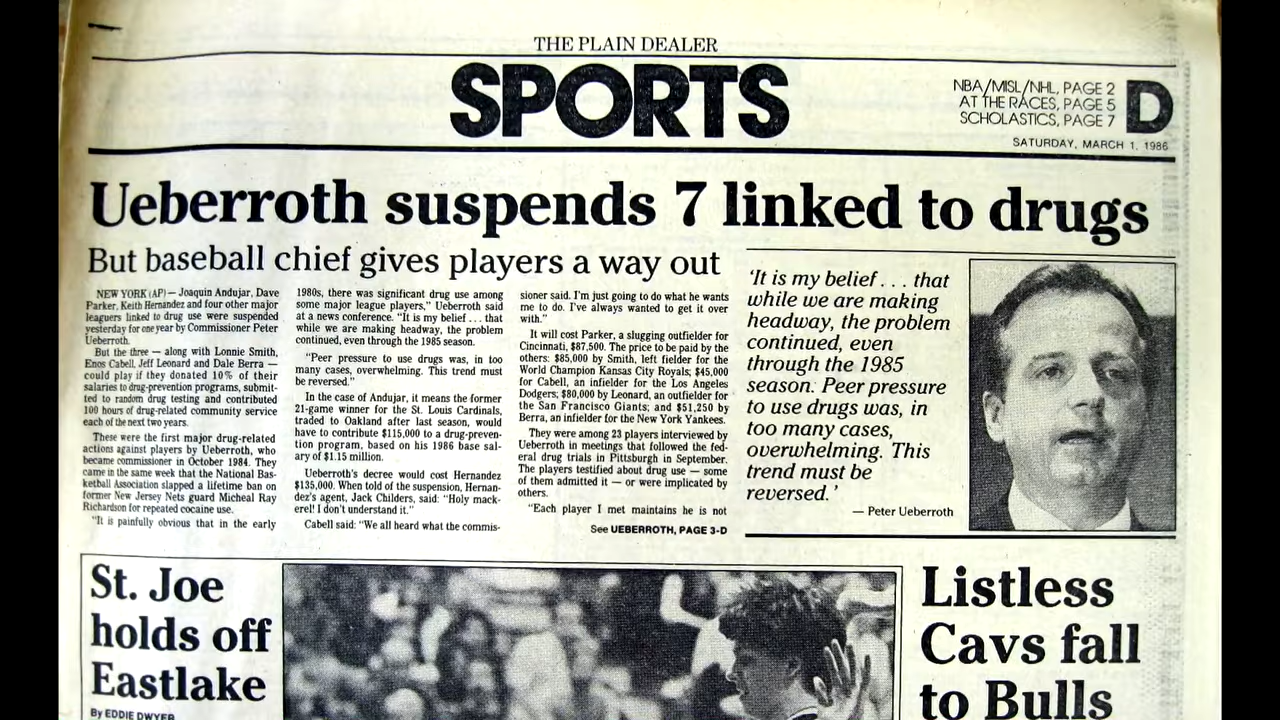 THE PLAIN DEALER
SPORTS
NBA/MISL/NHL, PAGE 2
AT THE RACES, PAGE 5
SCHOLASTICS, PAGE 7
D
SATURDAY, MARCH 1, 1986
Ueberroth suspends 7 linked to drugs
But baseball chief gives players a way out
NEW YORK (AP) — Joaquin Andujar, Dave
Parker, Keith Hernandez and four other major
leaguers linked to drug use were suspended
yesterday for one year by Commissioner Peter
Ueberroth.
But the three — along with Lonnie Smith,
Enos Cabell, Jeff Leonard and Dale Berra —
could play if they donated 10% of their
salaries to drug-prevention programs, submit-
ted to random drug testing and contributed
100 hours of drug-related community service
each of the next two years.
These were the first major drug-related
actions against players by Ueberroth, who
became commissioner in October 1984. They
came in the same week that the National Bas-
ketball Association slapped a lifetime ban on
former New Jersey Nets guard Micheal Ray
Richardson for repeated cocaine use.
"It is painfully obvious that in the early
1980s, there was significant drug use among
some major league players," Ueberroth said
at a news conference. "It is my belief . . . that
while we are making headway, the problem
continued, even through the 1985 season.
"Peer pressure to use drugs was, in too
many cases, overwhelming. This trend must
be reversed."
In the case of Andujar, it means the former
21-game winner for the St. Louis Cardinals,
traded to Oakland after last season, would
have to contribute $115,000 to a drug-preven-
tion program, based on his 1986 base sal-
ary of $1.15 million.
Ueberroth's decree would cost Hernandez
$135,000. When told of the suspension, Hernan-
dez's agent, Jack Childers, said: "Holy mack-
erel! I don't understand it."
Cabell said: "We all heard what the commis-
sioner said. I'm just going to do what he wants
me to do. I've always wanted to get it over
with."
It will cost Parker, a slugging outfielder for
Cincinnati, $87,500. The price to be paid by the
others: $85,000 by Smith, left fielder for the
World Champion Kansas City Royals; $45,000
for Cabell, an infielder for the Los Angeles
Dodgers; $80,000 by Leonard, an outfielder for
the San Francisco Giants; and $51,250 by
Berra, an infielder for the New York Yankees.
They were among 23 players interviewed by
Ueberroth in meetings that followed the fed-
eral drug trials in Pittsburgh in September.
The players testified about drug use — some
of them admitted it — or were implicated by
others.
"Each player I met maintains he is not
See UEBERROTH, PAGE 3-D
'It is my belief . . . that
while we are making
headway, the problem
continued, even
through the 1985
season. Peer pressure
to use drugs was, in
too many cases,
overwhelming. This
trend must be
reversed.'
— Peter Ueberroth
St. Joe
holds off
Eastlake
By EDDIE DWYER
Listless
Cavs fall
to Bulls